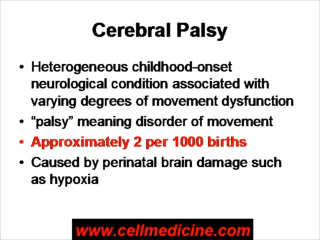 Cerebral Palsy
• Heterogeneous childhood-onset
neurological condition associated with
varying degrees of movement dysfunction
• “palsy” meaning disorder of movement
• Approximately 2 per 1000 births
• Caused by perinatal brain damage such
as hypoxia
www.cellmedicine.com